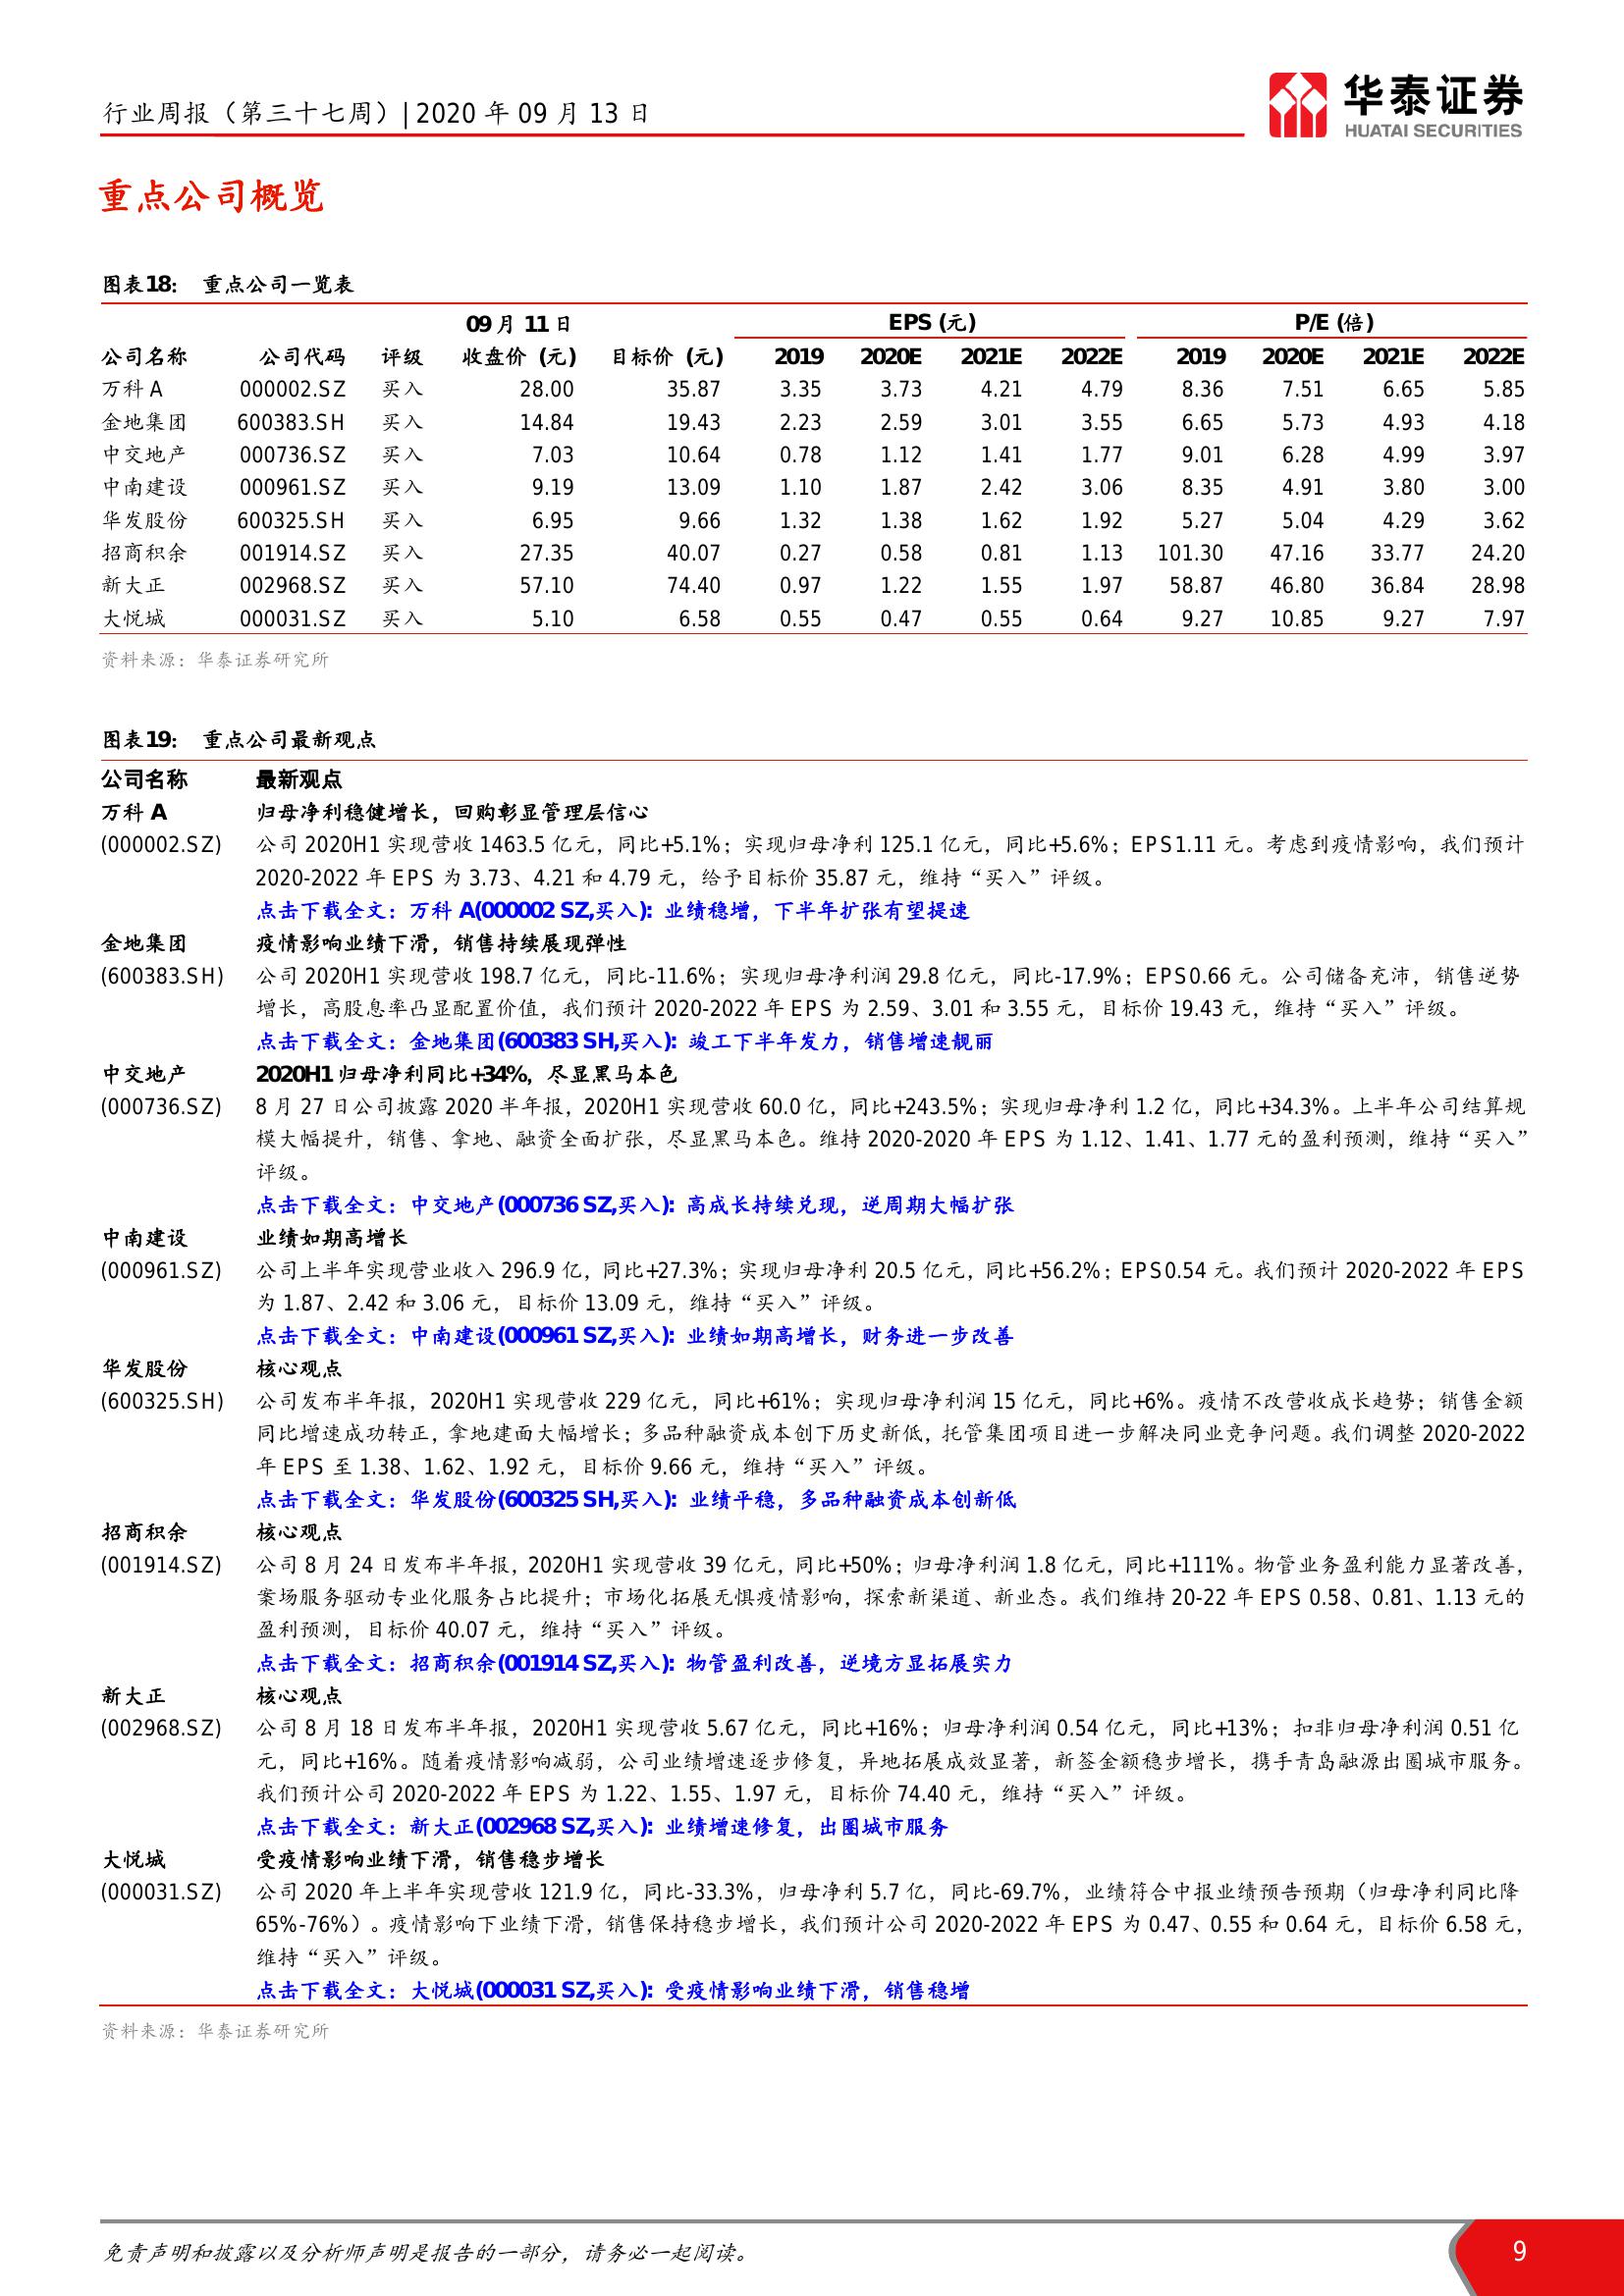 行业周报（第三十七周）| 2020 年 09 月 13 日
华泰证券
HUATAI SECURITIES
重点公司概览
图表18： 重点公司一览表
09 月 11 日 EPS (元) P/E (倍)
公司名称 公司代码 评级 收盘价 (元) 目标价 (元) 2019 2020E 2021E 2022E 2019 2020E 2021E 2022E
万科 A 000002.SZ 买入 28.00 35.87 3.35 3.73 4.21 4.79 8.36 7.51 6.65 5.85
金地集团 600383.SH 买入 14.84 19.43 2.23 2.59 3.01 3.55 6.65 5.73 4.93 4.18
中交地产 000736.SZ 买入 7.03 10.64 0.78 1.12 1.41 1.77 9.01 6.28 4.99 3.97
中南建设 000961.SZ 买入 9.19 13.09 1.10 1.87 2.42 3.06 8.35 4.91 3.80 3.00
华发股份 600325.SH 买入 6.95 9.66 1.32 1.38 1.62 1.92 5.27 5.04 4.29 3.62
招商积余 001914.SZ 买入 27.35 40.07 0.27 0.58 0.81 1.13 101.30 47.16 33.77 24.20
新大正 002968.SZ 买入 57.10 74.40 0.97 1.22 1.55 1.97 58.87 46.80 36.84 28.98
大悦城 000031.SZ 买入 5.10 6.58 0.55 0.47 0.55 0.64 9.27 10.85 9.27 7.97
资料来源：华泰证券研究所
图表19： 重点公司最新观点
公司名称 最新观点
万科 A 归母净利稳健增长，回购彰显管理层信心
(000002.SZ) 公司 2020H1 实现营收 1463.5 亿元，同比+5.1%；实现归母净利 125.1 亿元，同比+5.6%；EPS1.11 元。考虑到疫情影响，我们预计
2020-2022 年 EPS 为 3.73、4.21 和 4.79 元，给予目标价 35.87 元，维持“买入”评级。
点击下载全文：万科 A(000002 SZ,买入): 业绩稳增，下半年扩张有望提速
金地集团 疫情影响业绩下滑，销售持续展现弹性
(600383.SH) 公司 2020H1 实现营收 198.7 亿元，同比-11.6%；实现归母净利润 29.8 亿元，同比-17.9%；EPS0.66 元。公司储备充沛，销售逆势
增长，高股息率凸显配置价值，我们预计 2020-2022 年 EPS 为 2.59、3.01 和 3.55 元，目标价 19.43 元，维持“买入”评级。
点击下载全文：金地集团(600383 SH,买入): 竣工下半年发力，销售增速靓丽
中交地产 2020H1 归母净利同比+34%，尽显黑马本色
(000736.SZ) 8 月 27 日公司披露 2020 半年报，2020H1 实现营收 60.0 亿，同比+243.5%；实现归母净利 1.2 亿，同比+34.3%。上半年公司结算规
模大幅提升，销售、拿地、融资全面扩张，尽显黑马本色。维持 2020-2020 年 EPS 为 1.12、1.41、1.77 元的盈利预测，维持“买入”
评级。
点击下载全文：中交地产(000736 SZ,买入): 高成长持续兑现，逆周期大幅扩张
中南建设 业绩如期高增长
(000961.SZ) 公司上半年实现营业收入 296.9 亿，同比+27.3%；实现归母净利 20.5 亿元，同比+56.2%；EPS0.54 元。我们预计 2020-2022 年 EPS
为 1.87、2.42 和 3.06 元，目标价 13.09 元，维持“买入”评级。
点击下载全文：中南建设(000961 SZ,买入): 业绩如期高增长，财务进一步改善
华发股份 核心观点
(600325.SH) 公司发布半年报，2020H1 实现营收 229 亿元，同比+61%；实现归母净利润 15 亿元，同比+6%。疫情不改营收成长趋势；销售金额
同比增速成功转正，拿地建面大幅增长；多品种融资成本创下历史新低，托管集团项目进一步解决同业竞争问题。我们调整 2020-2022
年 EPS 至 1.38、1.62、1.92 元，目标价 9.66 元，维持“买入”评级。
点击下载全文：华发股份(600325 SH,买入): 业绩平稳，多品种融资成本创新低
招商积余 核心观点
(001914.SZ) 公司 8 月 24 日发布半年报，2020H1 实现营收 39 亿元，同比+50%；归母净利润 1.8 亿元，同比+111%。物管业务盈利能力显著改善，
案场服务驱动专业化服务占比提升；市场化拓展无惧疫情影响，探索新渠道、新业态。我们维持 20-22 年 EPS 0.58、0.81、1.13 元的
盈利预测，目标价 40.07 元，维持“买入”评级。
点击下载全文：招商积余(001914 SZ,买入): 物管盈利改善，逆境方显拓展实力
新大正 核心观点
(002968.SZ) 公司 8 月 18 日发布半年报，2020H1 实现营收 5.67 亿元，同比+16%；归母净利润 0.54 亿元，同比+13%；扣非归母净利润 0.51 亿
元，同比+16%。随着疫情影响减弱，公司业绩增速逐步修复，异地拓展成效显著，新签金额稳步增长，携手青岛融源出圈城市服务。
我们预计公司 2020-2022 年 EPS 为 1.22、1.55、1.97 元，目标价 74.40 元，维持“买入”评级。
点击下载全文：新大正(002968 SZ,买入): 业绩增速修复，出圈城市服务
大悦城 受疫情影响业绩下滑，销售稳步增长
(000031.SZ) 公司 2020 年上半年实现营收 121.9 亿，同比-33.3%，归母净利 5.7 亿，同比-69.7%，业绩符合中报业绩预告预期（归母净利同比降
65%-76%）。疫情影响下业绩下滑，销售保持稳步增长，我们预计公司 2020-2022 年 EPS 为 0.47、0.55 和 0.64 元，目标价 6.58 元，
维持“买入”评级。
点击下载全文：大悦城(000031 SZ,买入): 受疫情影响业绩下滑，销售稳增
资料来源：华泰证券研究所
免责声明和披露以及分析师声明是报告的一部分，请务必一起阅读。 9